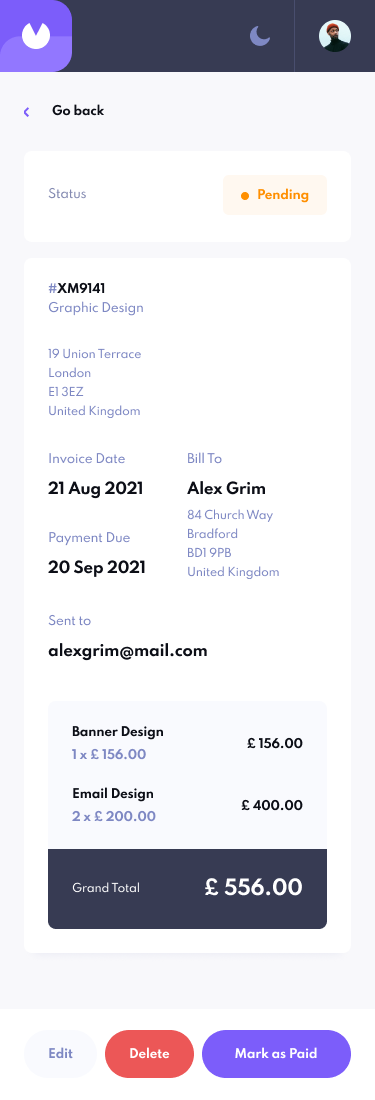 Go back
Status
Pending
#XM9141
Graphic Design
19 Union Terrace
London
E1 3EZ
United Kingdom
Invoice Date
21 Aug 2021
Payment Due
20 Sep 2021
Bill To
Alex Grim
84 Church Way
Bradford
BD1 9PB
United Kingdom
Sent to
alexgrim@mail.com
Banner Design
1 x £ 156.00
£ 156.00
Email Design
2 x £ 200.00
£ 400.00
Grand Total
£ 556.00
Edit
Delete
Mark as Paid